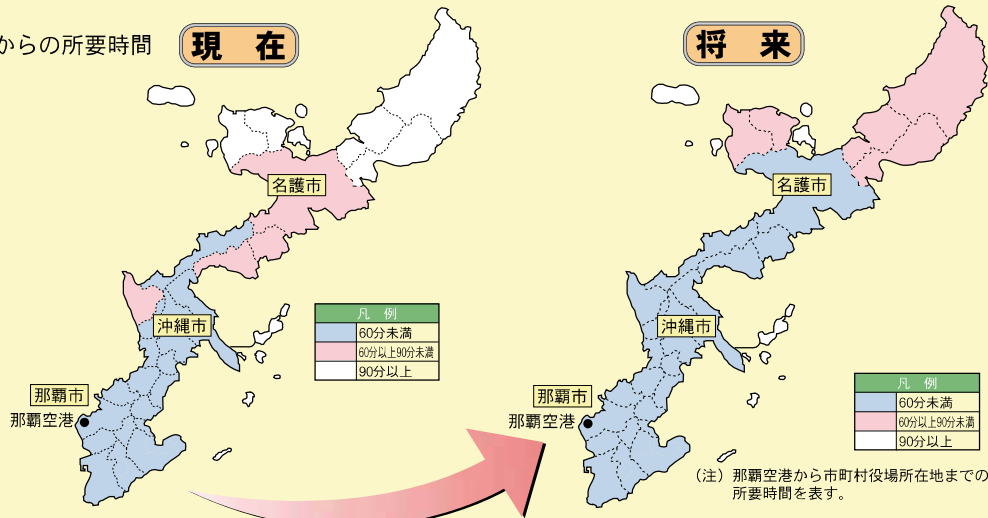 からの所要時間
現 在
将 来
名護市
沖縄市
那覇市
那覇空港
凡 例
60分未満
60分以上90分未満
90分以上
名護市
沖縄市
那覇市
那覇空港
凡 例
60分未満
60分以上90分未満
90分以上
(注) 那覇空港から市町村役場所在地までの
所要時間を表す。